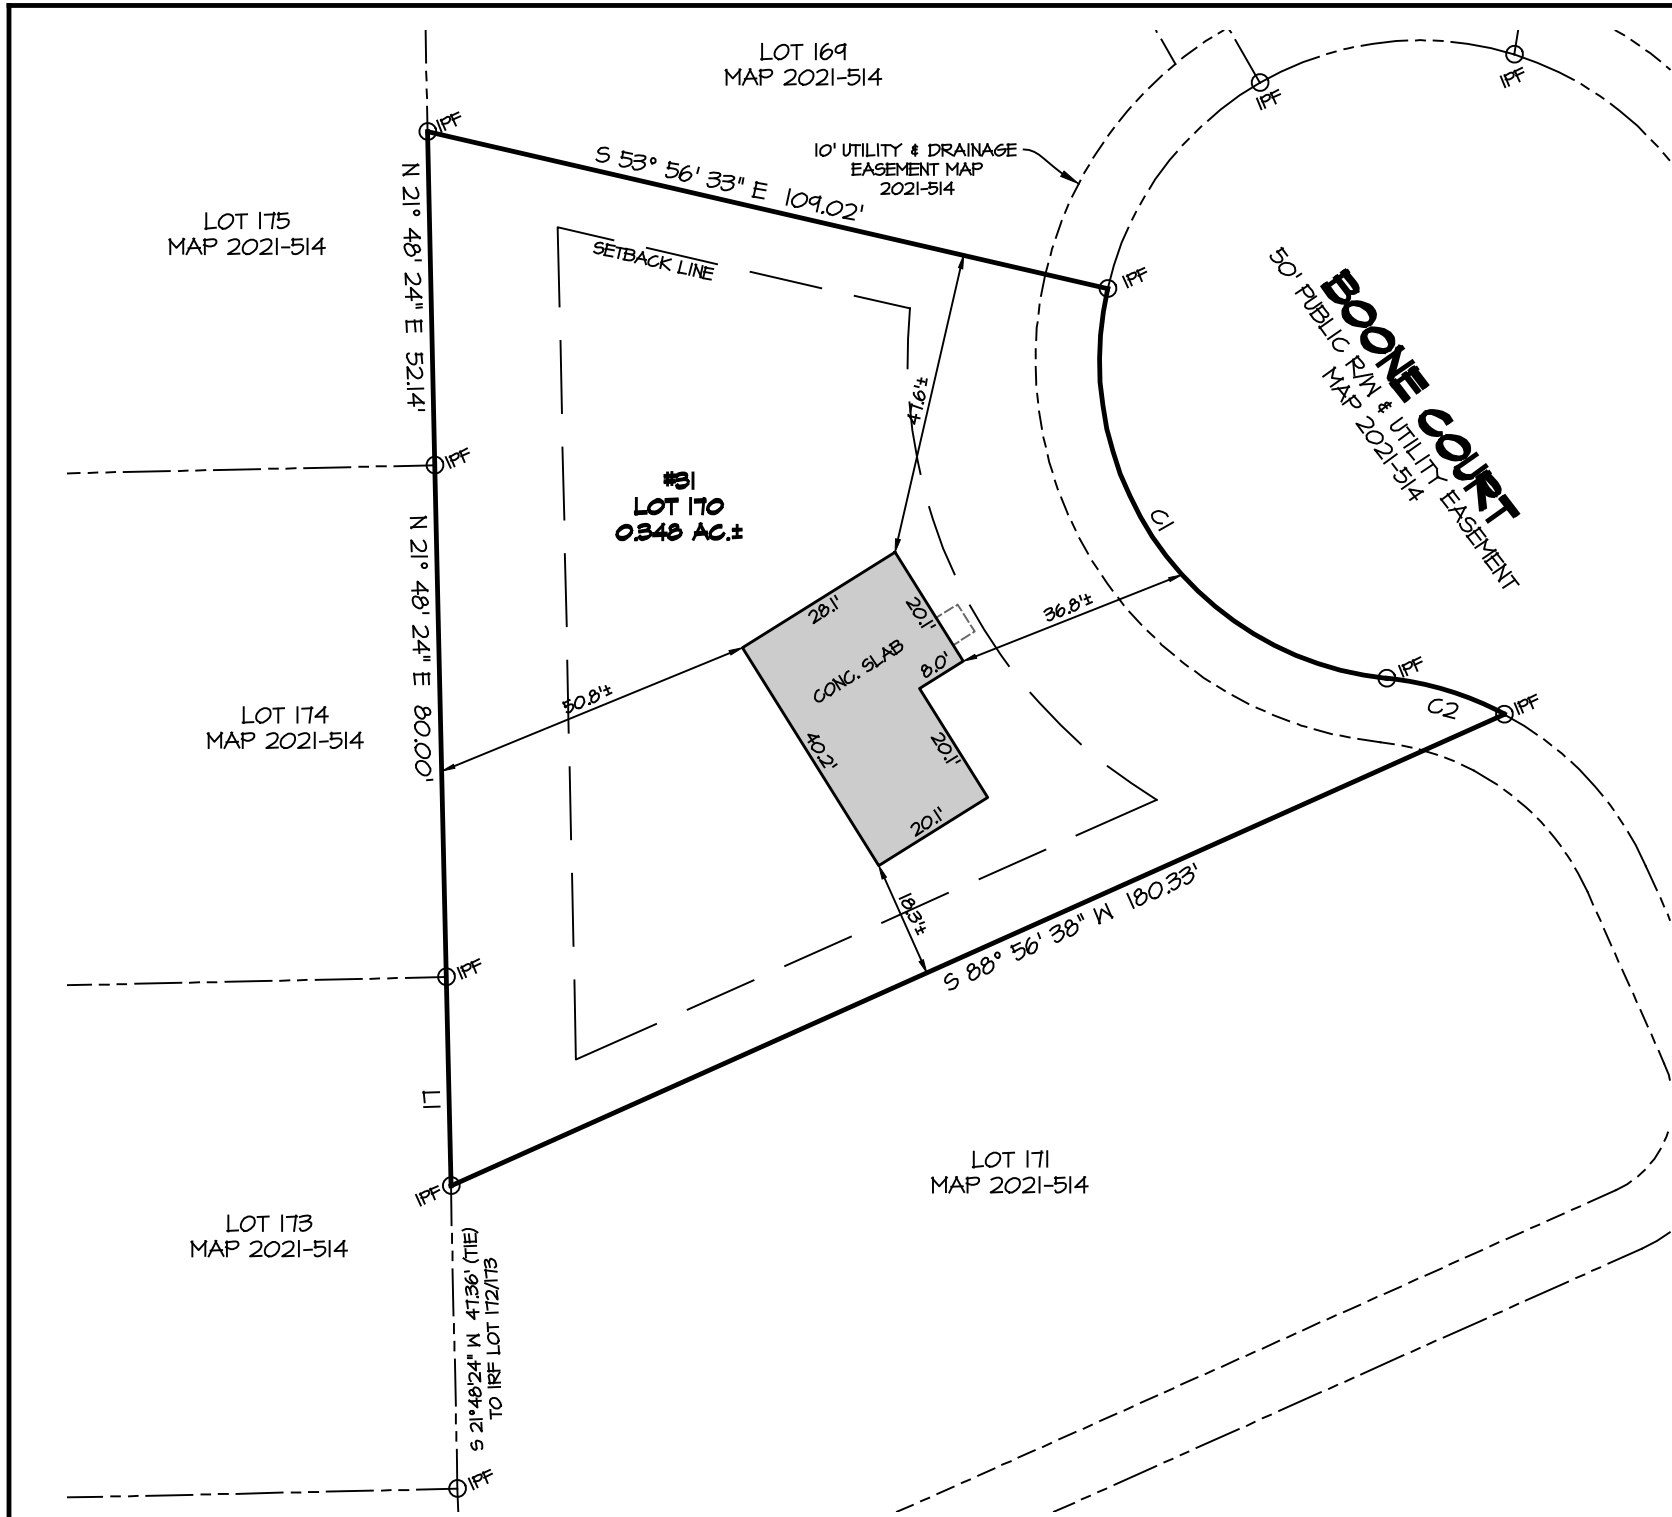 LOT 169
MAP 2021-514
IPF
IPF
IPF
S 53° 56' 33" E 109.02'
10' UTILITY & DRAINAGE
EASEMENT MAP
2021-514
N 21° 48' 24" E 52.14'
LOT 175
MAP 2021-514
SETBACK LINE
IPF
BOONE COURT
50' PUBLIC R/W & UTILITY EASEMENT
MAP 2021-514
47.6'±
IPF
#31
LOT 170
0.348 AC.±
C1
N 21° 48' 24" E 80.00'
28.1'
20.1'
36.8'±
CONC. SLAB
8.0'
50.8'±
40.2'
20.1'
20.1'
IPF
C2
IPF
LOT 174
MAP 2021-514
18.3'±
S 88° 56' 38" W 180.33'
IPF
L1
LOT 171
MAP 2021-514
IPF
LOT 173
MAP 2021-514
S 21°48'24" W 47.36' (TIE)
TO IRF LOT 172/173
IPF